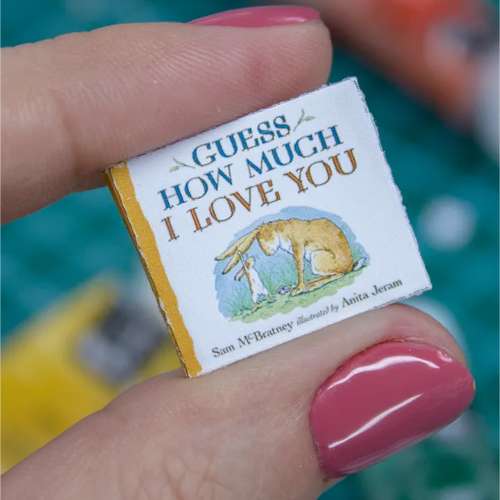 GUESS
HOW MUCH
I LOVE YOU
Sam McBratney illustrated by Anita Jeram